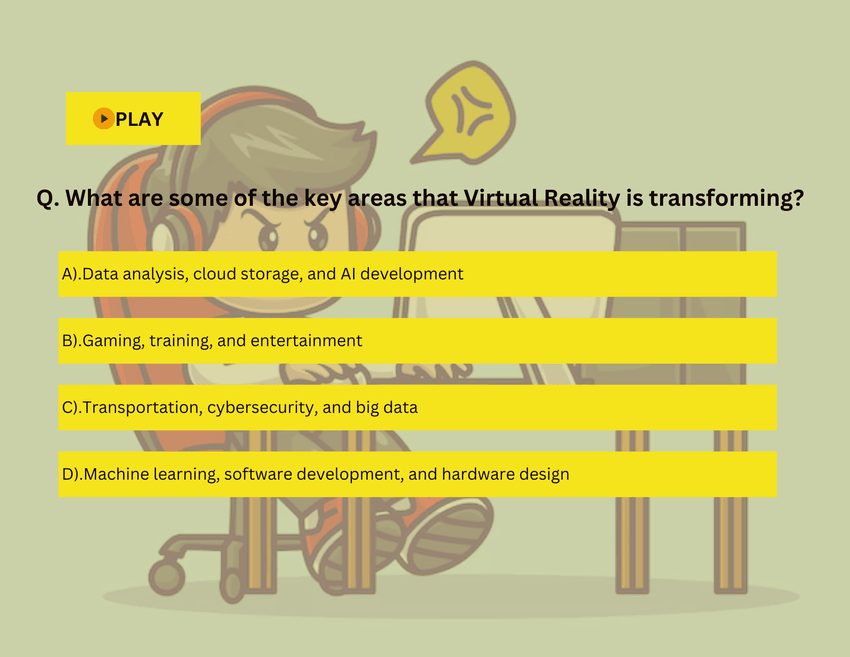 PLAY
Q. What are some of the key areas that Virtual Reality is transforming?
A).Data analysis, cloud storage, and AI development
B).Gaming, training, and entertainment
C).Transportation, cybersecurity, and big data
D).Machine learning, software development, and hardware design